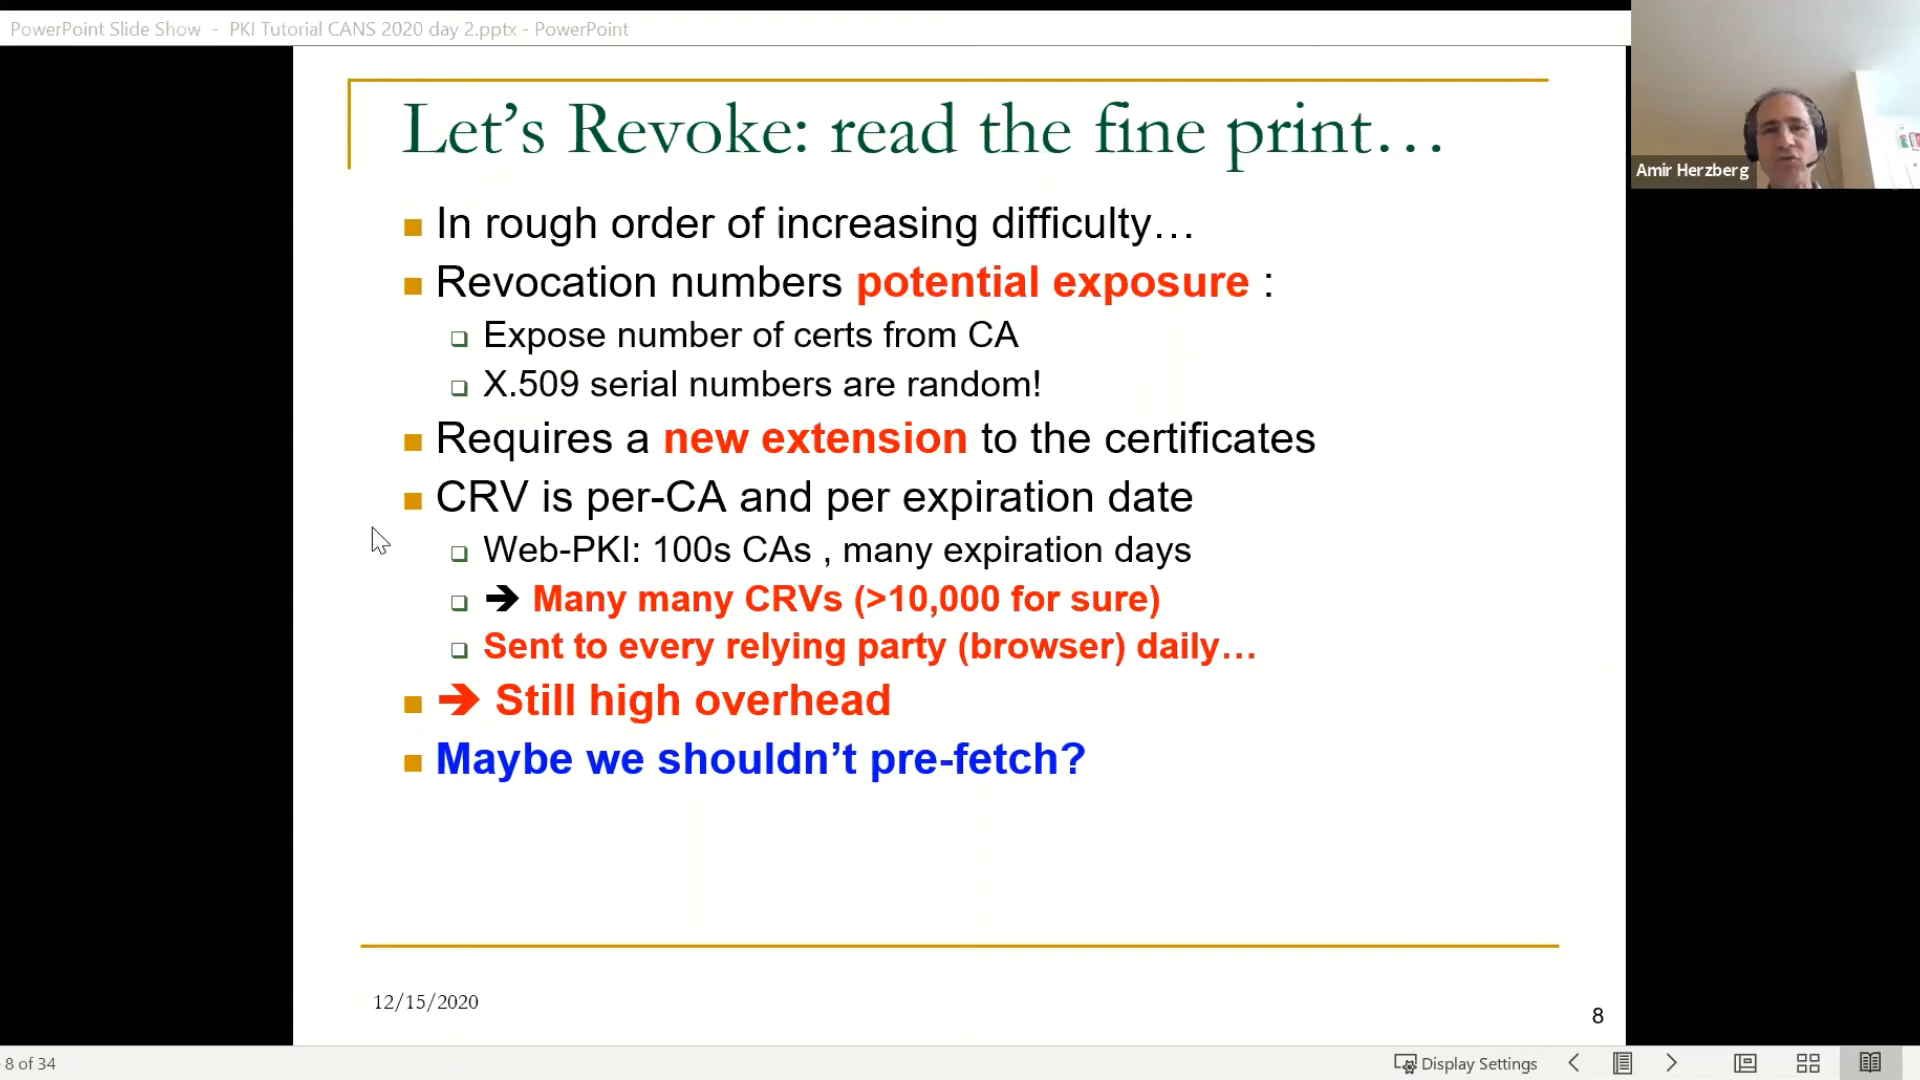 PowerPoint Slide Show - PKI Tutorial CANS 2020 day 2.pptx - PowerPoint
Amir Herzberg
Let’s Revoke: read the fine print…
In rough order of increasing difficulty…
Revocation numbers potential exposure :
Expose number of certs from CA
X.509 serial numbers are random!
Requires a new extension to the certificates
CRV is per-CA and per expiration date
Web-PKI: 100s CAs , many expiration days
➔ Many many CRVs (>10,000 for sure)
Sent to every relying party (browser) daily…
➔ Still high overhead
Maybe we shouldn’t pre-fetch?
12/15/2020
8
8 of 34
Display Settings